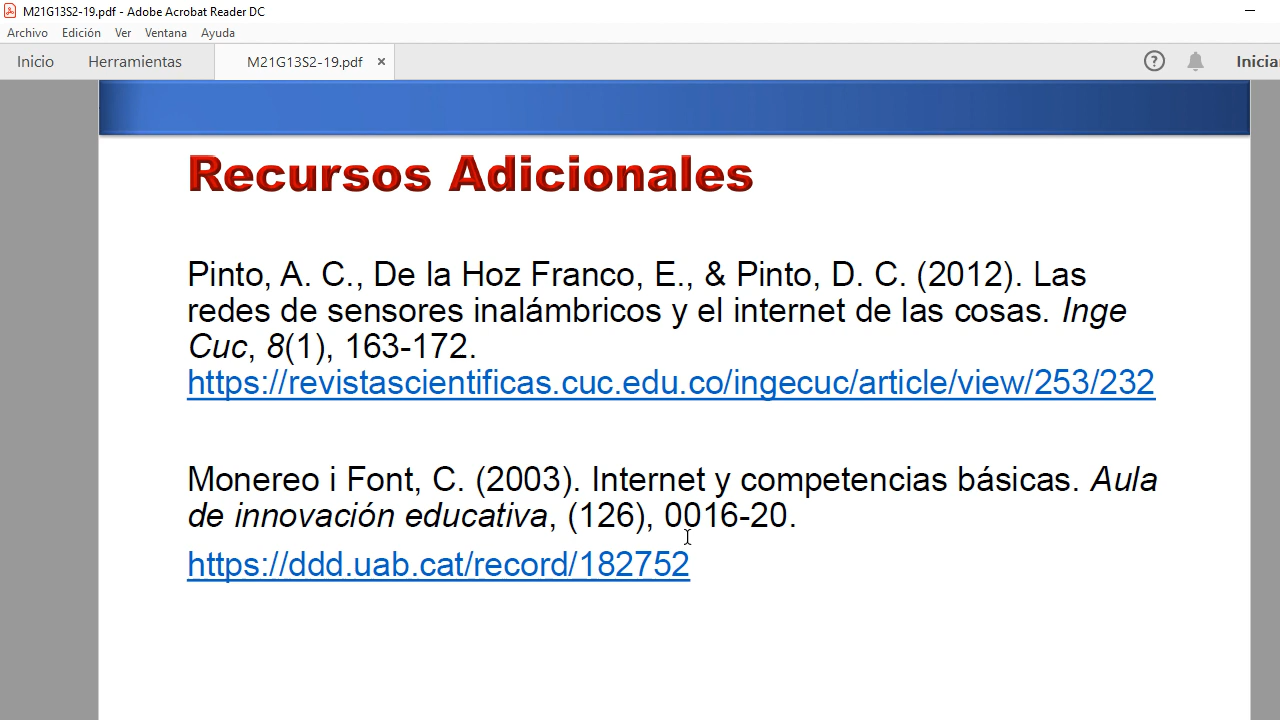 M21G13S2-19.pdf - Adobe Acrobat Reader DC
Archivo Edición Ver Ventana Ayuda
Inicio Herramientas M21G13S2-19.pdf × ? Inicia
Recursos Adicionales
Pinto, A. C., De la Hoz Franco, E., & Pinto, D. C. (2012). Las
redes de sensores inalámbricos y el internet de las cosas. Inge
Cuc, 8(1), 163-172.
https://revistascientificas.cuc.edu.co/ingecuc/article/view/253/232
Monereo i Font, C. (2003). Internet y competencias básicas. Aula
de innovación educativa, (126), 0016-20.
https://ddd.uab.cat/record/182752